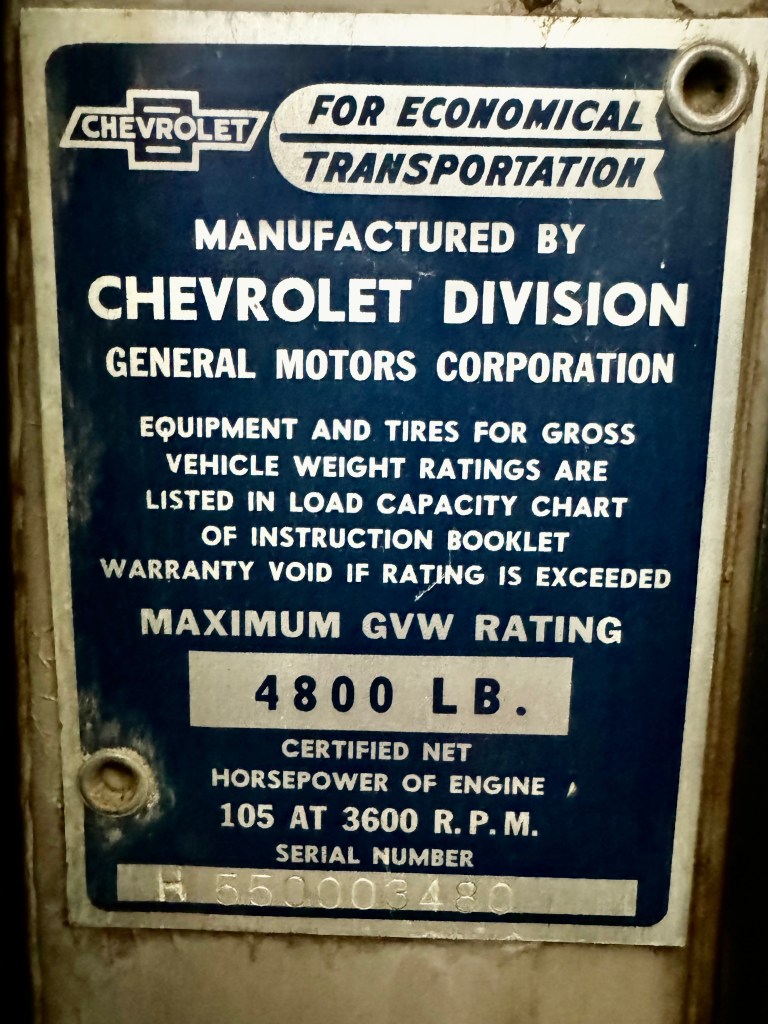 CHEVROLET
FOR ECONOMICAL
TRANSPORTATION
MANUFACTURED BY
CHEVROLET DIVISION
GENERAL MOTORS CORPORATION
EQUIPMENT AND TIRES FOR GROSS
VEHICLE WEIGHT RATINGS ARE
LISTED IN LOAD CAPACITY CHART
OF INSTRUCTION BOOKLET
WARRANTY VOID IF RATING IS EXCEEDED
MAXIMUM GVW RATING
4800 LB.
CERTIFIED NET
HORSEPOWER OF ENGINE
105 AT 3600 R.P.M.
SERIAL NUMBER
H 550003480